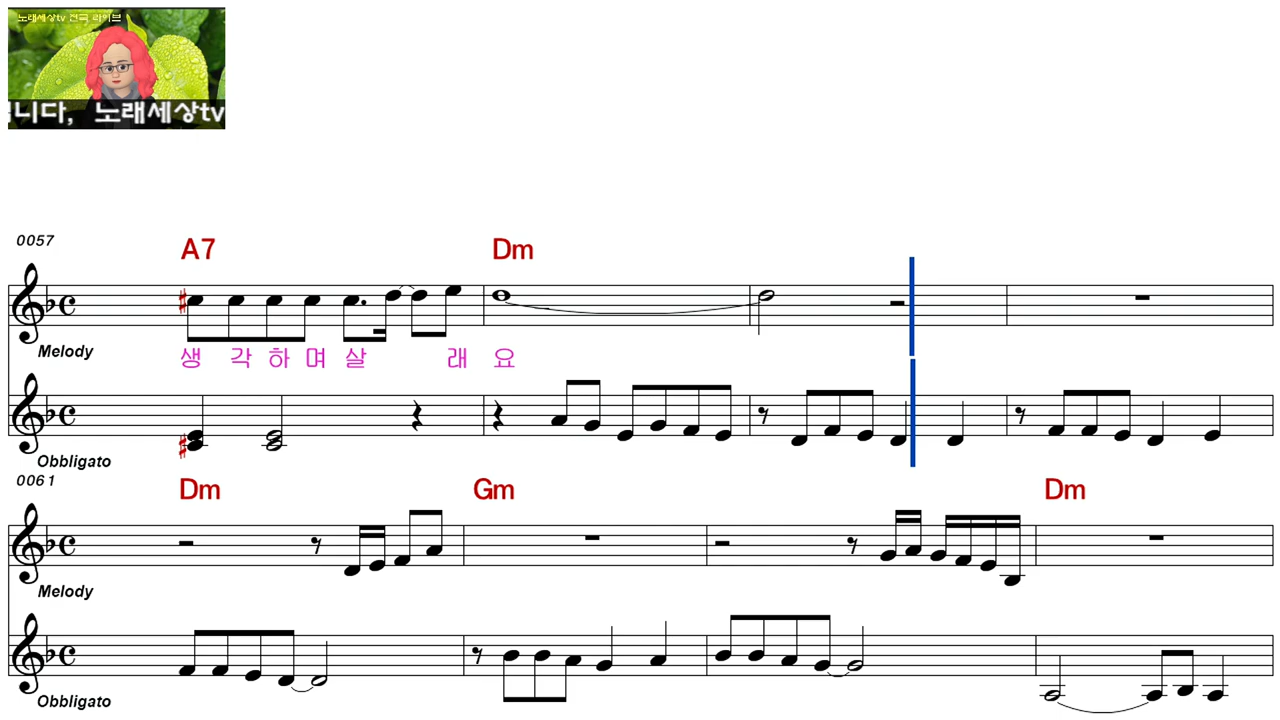 노래세상tv 전국 라이브
니다, 노래세상tv
0057
A7 Dm
Melody
생 각 하 며 살 래 요
Obbligato
0061
Dm Gm Dm
Melody
Obbligato